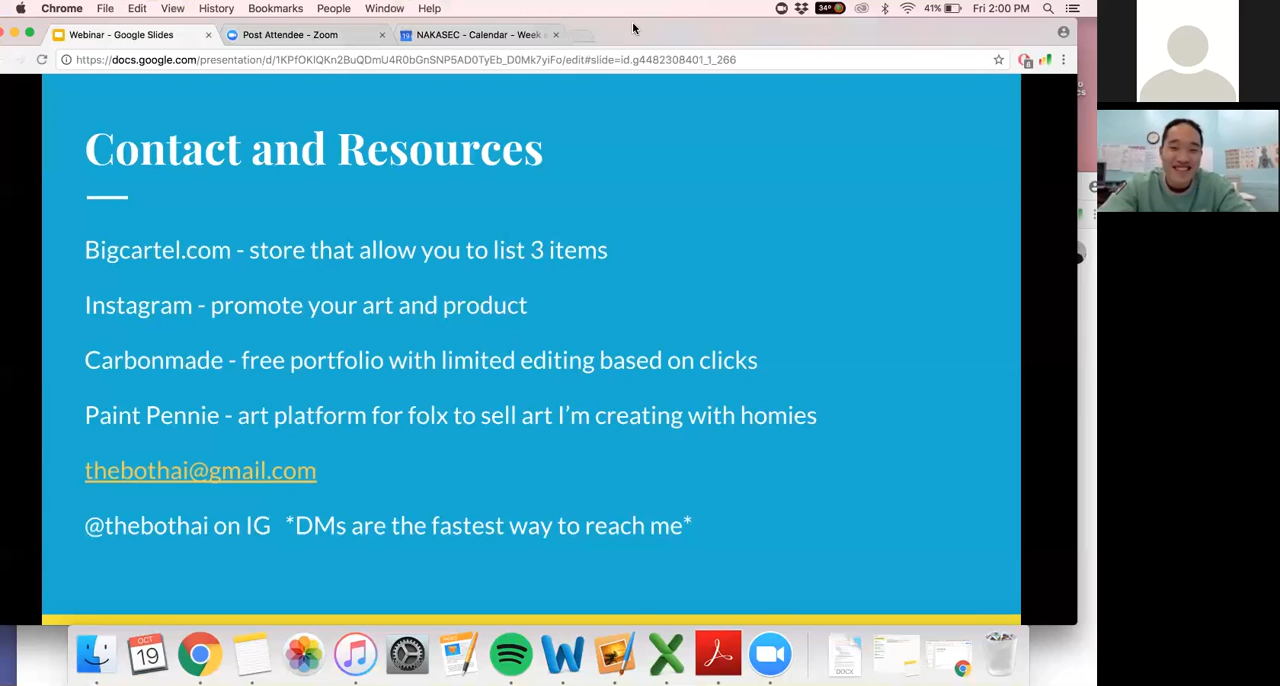 Chrome File Edit View History Bookmarks People Window Help 34° 41% Fri 2:00 PM
Webinar - Google Slides Post Attendee - Zoom NAKASEC - Calendar - Week
https://docs.google.com/presentation/d/1KPfOKlQKn2BuQDmU4R0bGnSNP5AD0TyEb_D0Mk7yiFo/edit#slide=id.g4482308401_1_266
Contact and Resources
Bigcartel.com - store that allow you to list 3 items
Instagram - promote your art and product
Carbonmade - free portfolio with limited editing based on clicks
Paint Pennie - art platform for folx to sell art I'm creating with homies
thebothai@gmail.com
@thebothai on IG *DMs are the fastest way to reach me*
OCT
19
DOCX